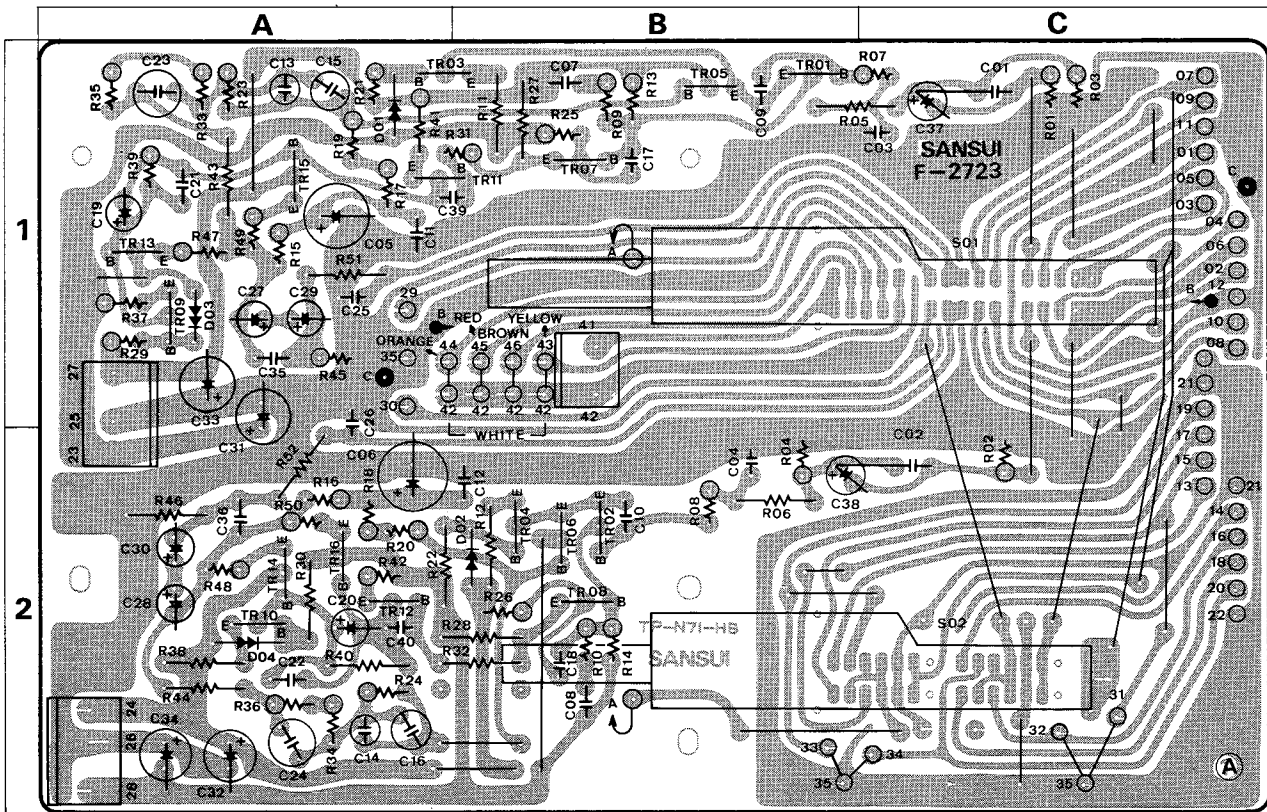 A B C
C23 C13 C15 TR03 C07 TR05 TR01 R07 C01
R35 R33 R23 R21 D01 B E R11 R27 R25 R09 R13 B E C09 E B R05 C03 C37 R01 R03 07
09
11
R39 C21 R43 TR15 B E R19 R41 R31 E B TR11 E TR07 B C17 SANSUI 01
F-2723 05 C
C19 R17 C39 03
04
1
TR13 B E R47 R49 R15 C05 C11 A S01 06
R51 02
E C27 C29 C25 29 12
R37 TR09 D03 B RED YELLOW B
BROWN 41 10
R29 B ORANGE 44 45 46 43 08
C35 R45 35
27 C 21
25 C33 C26 30 42 42 42 42 42 19
23 C31 R52 C06 WHITE C04 R04 C02 R02 17
15
R46 C36 R50 R16 R18 C12 R12 E TR04 B E TR06 B E TR02 B C10 R08 R06 C38 13 21
14
C30 E TR14 B R30 E TR16 B R20 R42 R22 D02 16
R48 18
C28 C20 E TR12 B R26 E TR08 B 20
2
E TR10 B C40 R28 TP-N71-HB S02 22
R38 D04 R40 R32 C18 R10 R14 SANSUI
R44 C22 R24
R36 C08 A 31
24 C34 R34 32
26 C24 C14 C16 33 34
28 C32 35 35 A